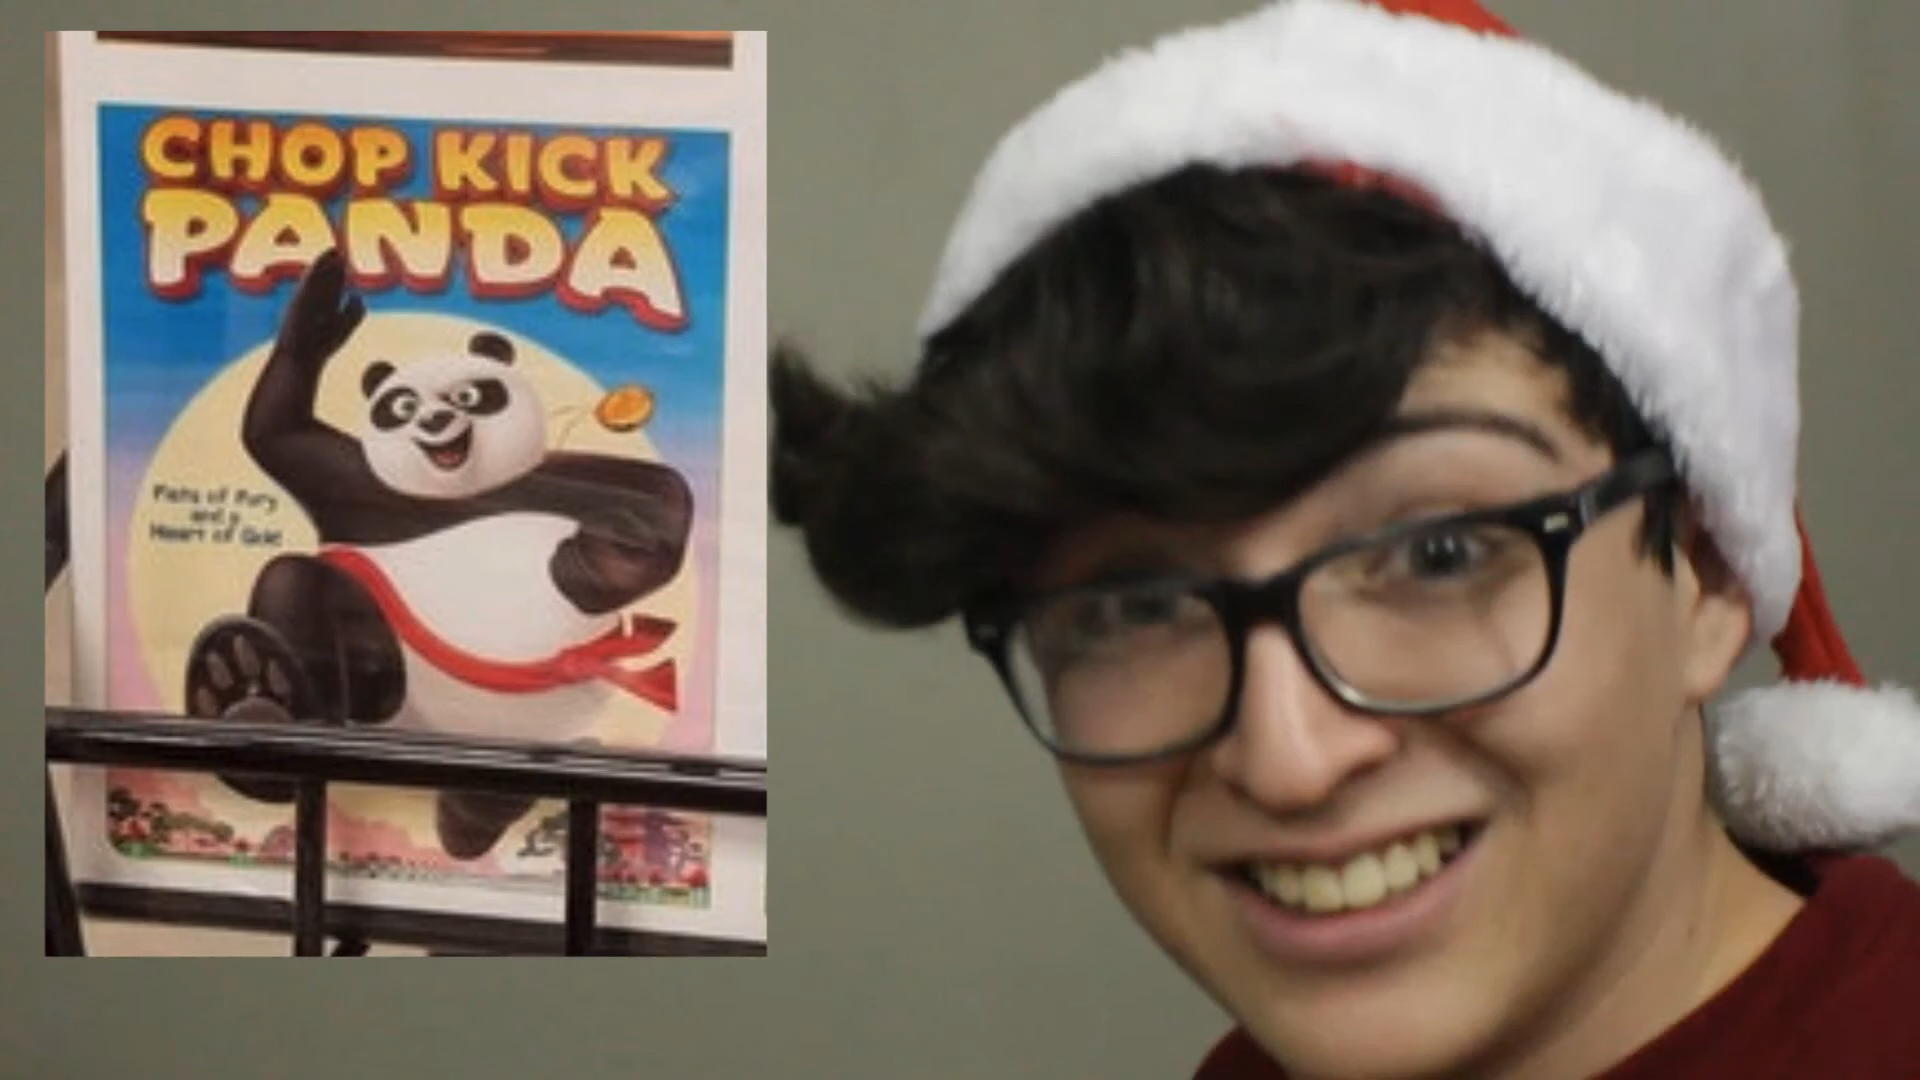 CHOP KICK
PANDA
Fists of Fury
and a
Heart of Gold